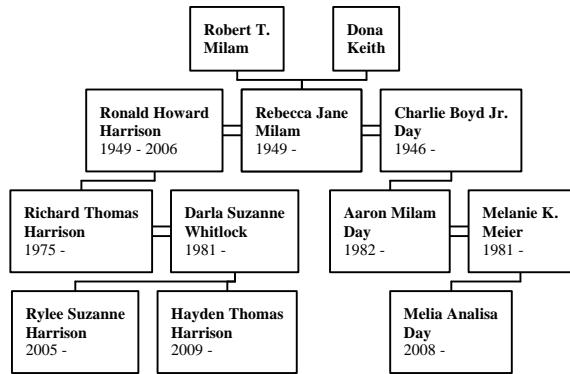 Robert T.
Milam
Dona
Keith
Ronald Howard
Harrison
1949 - 2006
Rebecca Jane
Milam
1949 -
Charlie Boyd Jr.
Day
1946 -
Richard Thomas
Harrison
1975 -
Darla Suzanne
Whitlock
1981 -
Aaron Milam
Day
1982 -
Melanie K.
Meier
1981 -
Rylee Suzanne
Harrison
2005 -
Hayden Thomas
Harrison
2009 -
Melia Analisa
Day
2008 -